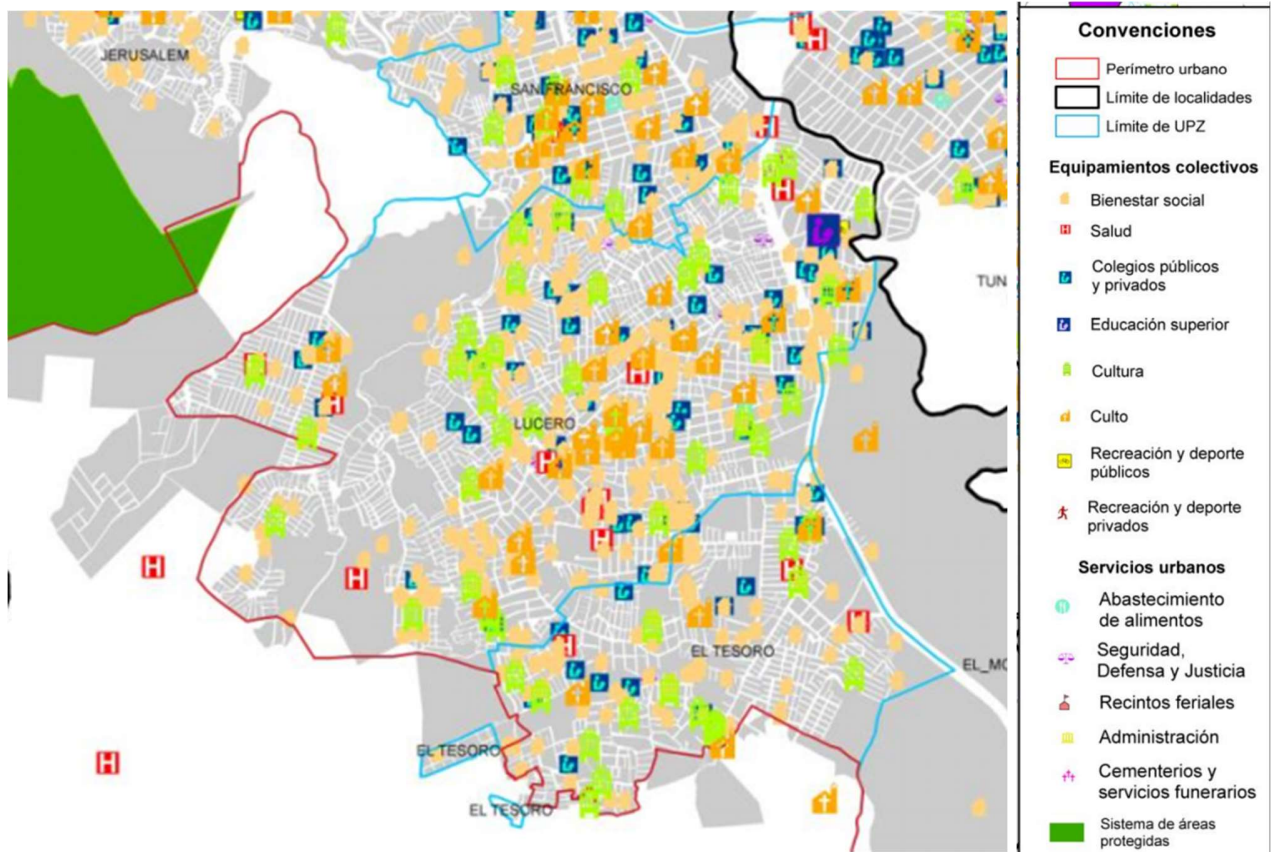 JERUSALEM
SAN FRANCISCO
TUN
LUCERO
EL TESORO
EL_MO
EL TESORO
EL TESORO
Convenciones
Perímetro urbano
Límite de localidades
Límite de UPZ
Equipamientos colectivos
Bienestar social
Salud
Colegios públicos
y privados
Educación superior
Cultura
Culto
Recreación y deporte
públicos
Recreación y deporte
privados
Servicios urbanos
Abastecimiento
de alimentos
Seguridad,
Defensa y Justicia
Recintos feriales
Administración
Cementerios y
servicios funerarios
Sistema de áreas
protegidas